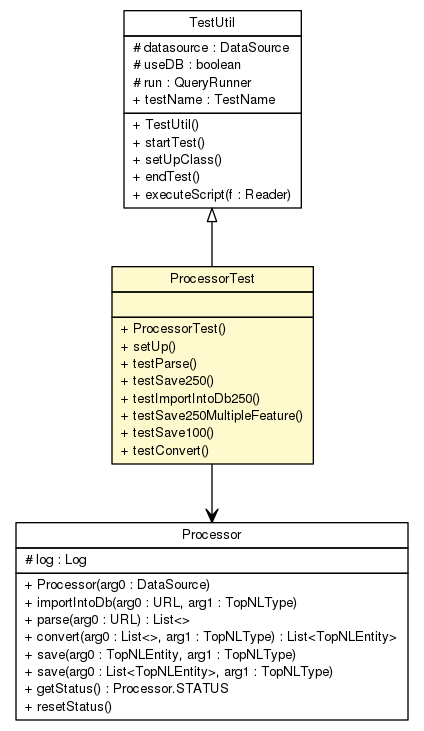 TestUtil
# datasource : DataSource
# useDB : boolean
# run : QueryRunner
+ testName : TestName
+ TestUtil()
+ startTest()
+ setUpClass()
+ endTest()
+ executeScript(f : Reader)
ProcessorTest
+ ProcessorTest()
+ setUp()
+ testParse()
+ testSave250()
+ testImportIntoDb250()
+ testSave250MultipleFeature()
+ testSave100()
+ testConvert()
Processor
# log : Log
+ Processor(arg0 : DataSource)
+ importIntoDb(arg0 : URL, arg1 : TopNLType)
+ parse(arg0 : URL) : List<>
+ convert(arg0 : List<>, arg1 : TopNLType) : List<TopNLEntity>
+ save(arg0 : TopNLEntity, arg1 : TopNLType)
+ save(arg0 : List<TopNLEntity>, arg1 : TopNLType)
+ getStatus() : Processor.STATUS
+ resetStatus()